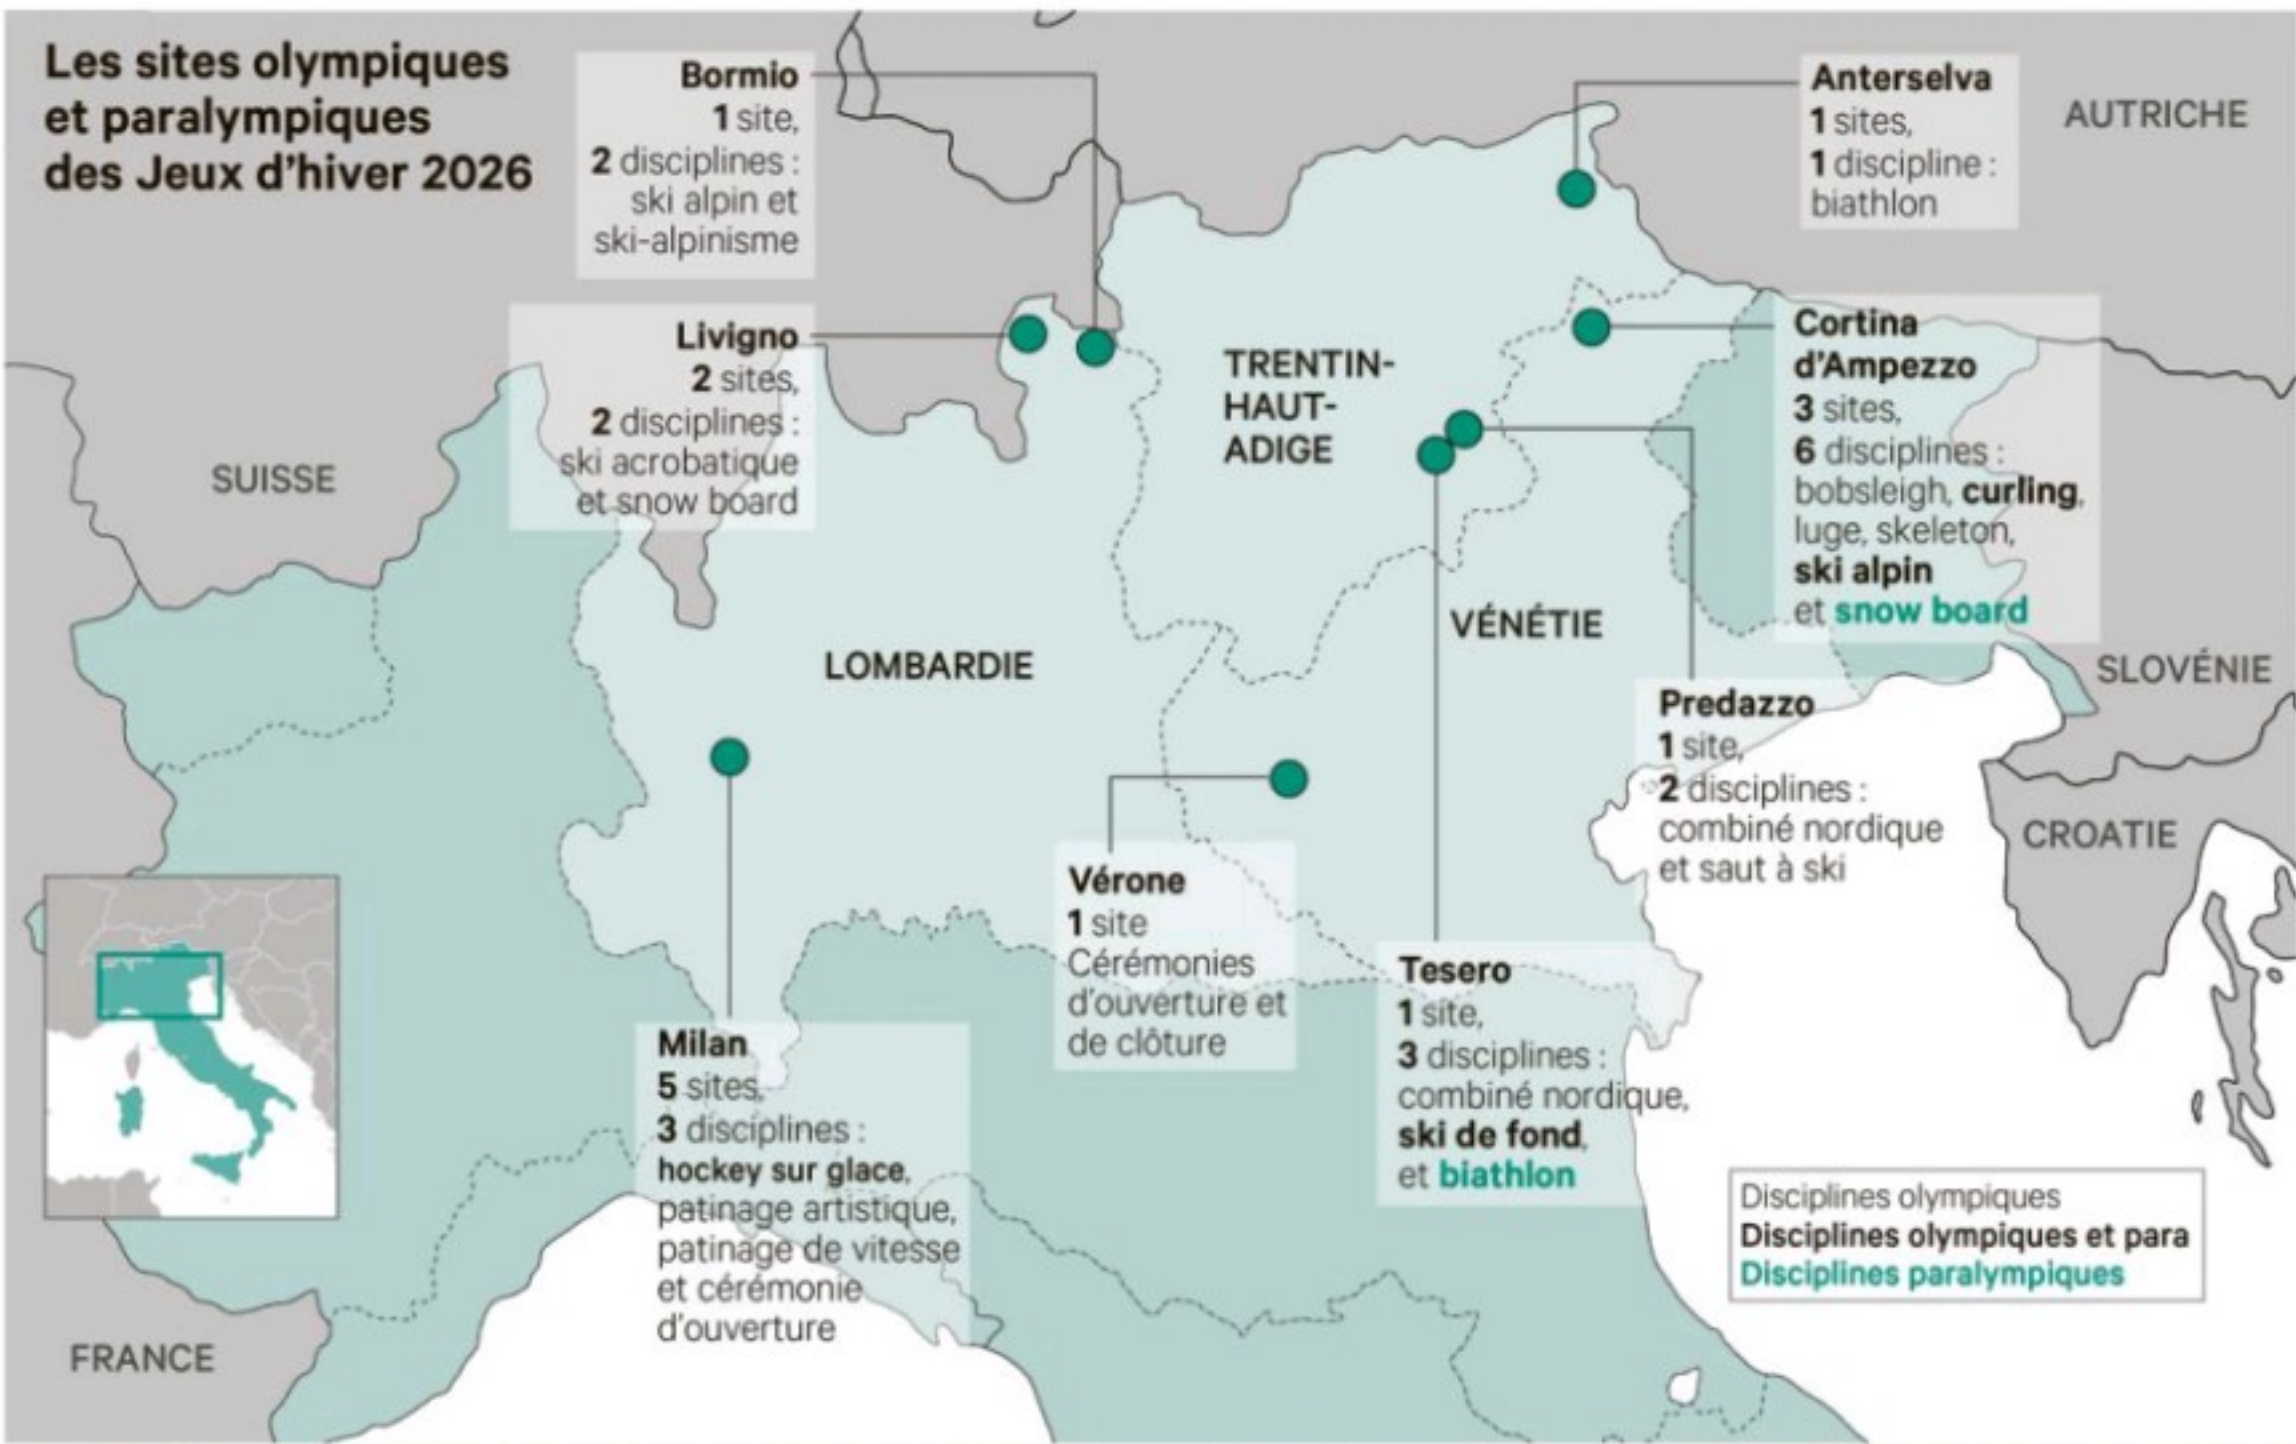 Les sites olympiques
et paralympiques
des Jeux d'hiver 2026
Bormio
1 site,
2 disciplines :
ski alpin et
ski-alpinisme
Anterselva
1 sites,
1 discipline :
biathlon
AUTRICHE
Livigno
2 sites,
2 disciplines :
ski acrobatique
et snow board
SUISSE
TRENTIN-
HAUT-
ADIGE
Cortina
d'Ampezzo
3 sites,
6 disciplines :
bobsleigh, curling,
luge, skeleton,
ski alpin
et snow board
LOMBARDIE
VÉNÉTIE
SLOVÉNIE
Predazzo
1 site,
2 disciplines :
combiné nordique
et saut à ski
CROATIE
Vérone
1 site
Cérémonies
d'ouverture et
de clôture
Tesero
1 site,
3 disciplines :
combiné nordique,
ski de fond,
et biathlon
Milan
5 sites,
3 disciplines :
hockey sur glace,
patinage artistique,
patinage de vitesse
et cérémonie
d'ouverture
FRANCE
Disciplines olympiques
Disciplines olympiques et para
Disciplines paralympiques